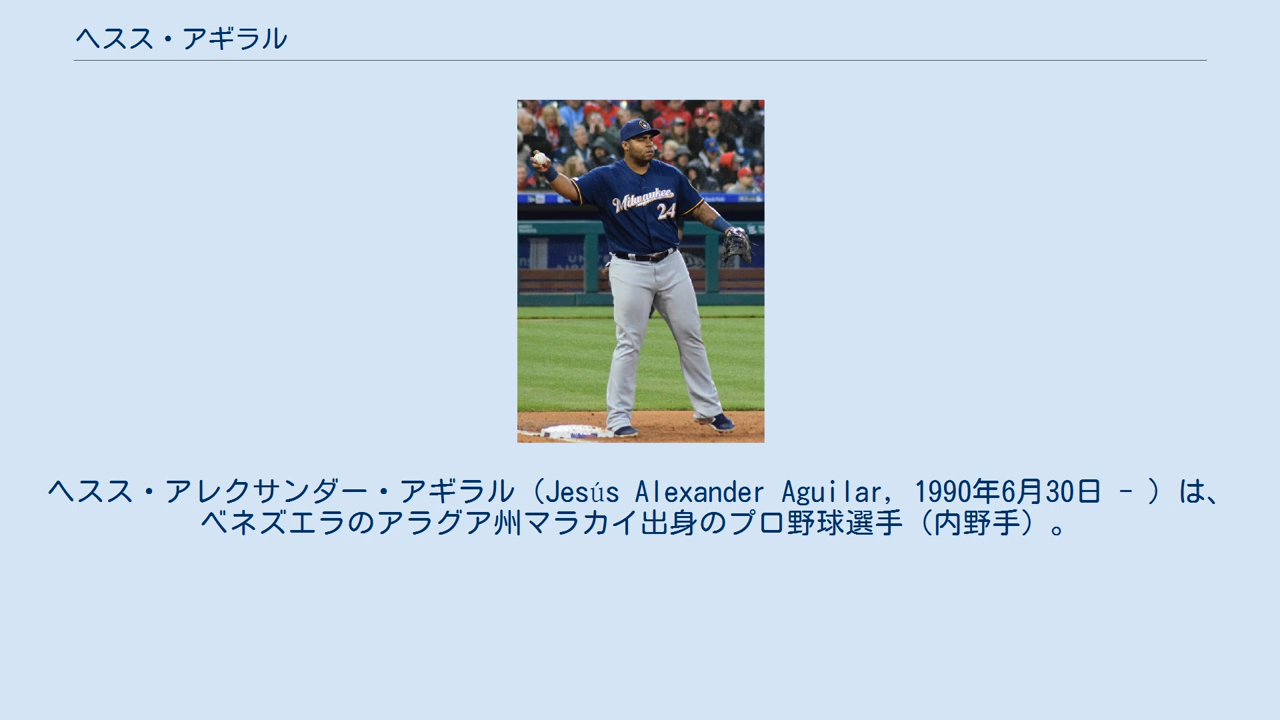 ヘスス・アギラル
Milwaukee
24
ヘスス・アレクサンダー・アギラル（Jesús Alexander Aguilar, 1990年6月30日 - ）は、
ベネズエラのアラグア州マラカイ出身のプロ野球選手（内野手）。